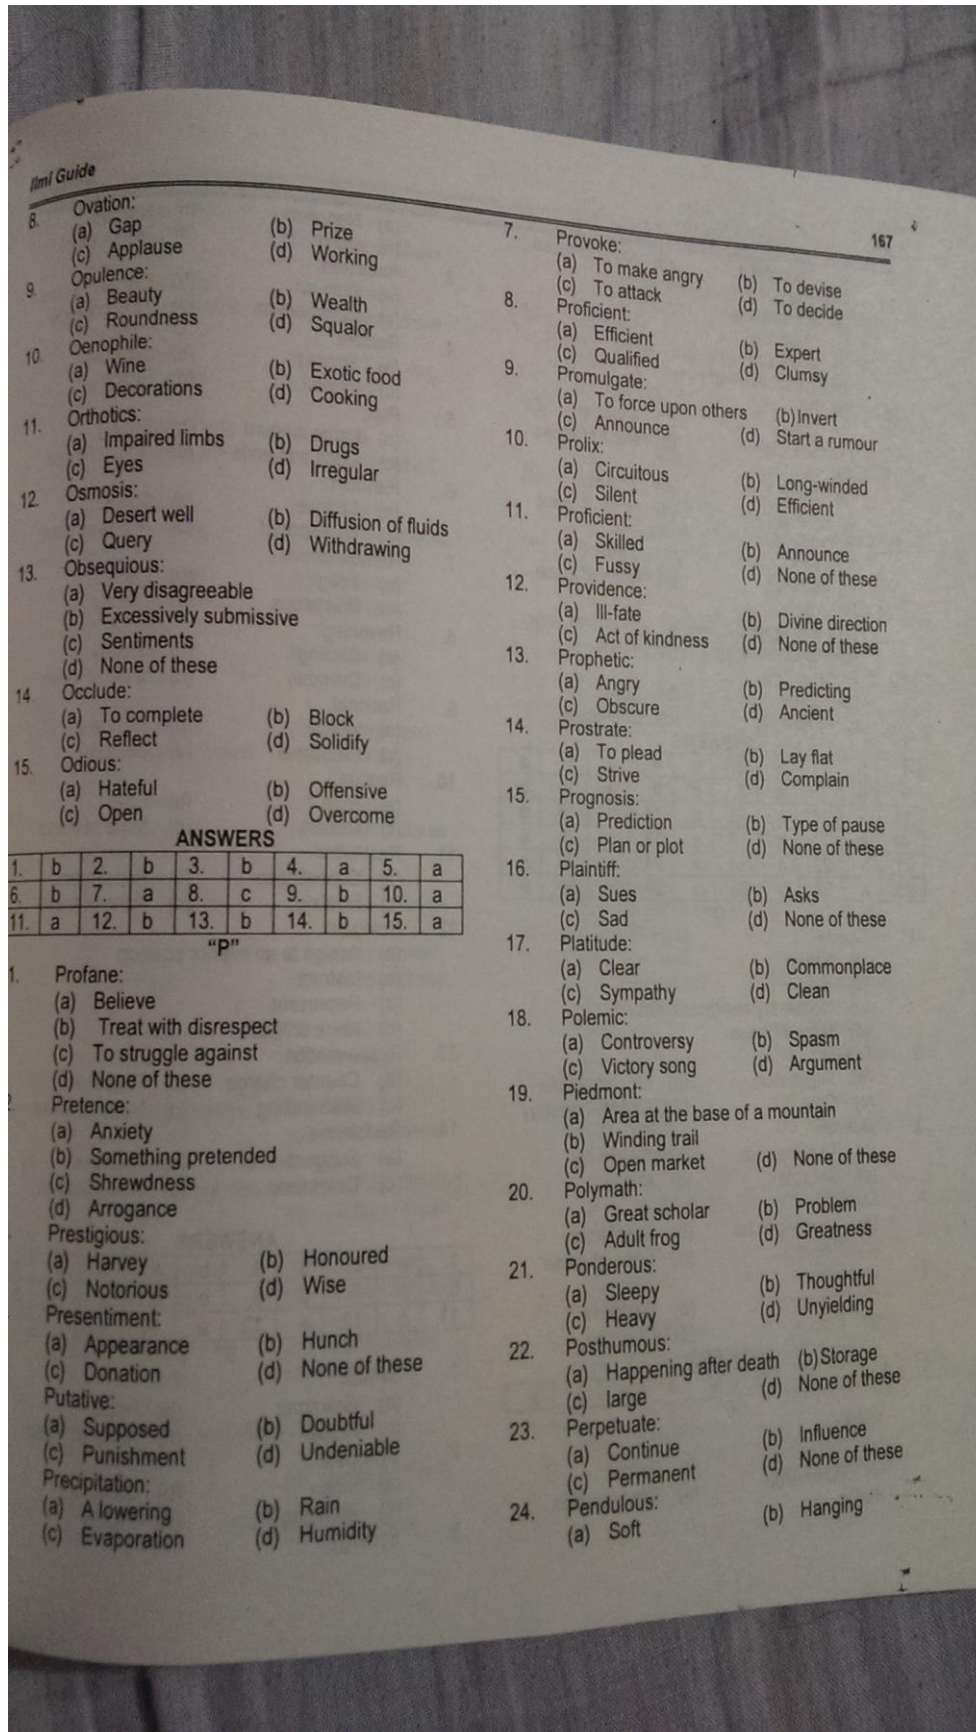 Ilmi Guide
167
8. Ovation:
(a) Gap (b) Prize
(c) Applause (d) Working
9. Opulence:
(a) Beauty (b) Wealth
(c) Roundness (d) Squalor
10. Oenophile:
(a) Wine (b) Exotic food
(c) Decorations (d) Cooking
11. Orthotics:
(a) Impaired limbs (b) Drugs
(c) Eyes (d) Irregular
12. Osmosis:
(a) Desert well (b) Diffusion of fluids
(c) Query (d) Withdrawing
13. Obsequious:
(a) Very disagreeable
(b) Excessively submissive
(c) Sentiments
(d) None of these
14 Occlude:
(a) To complete (b) Block
(c) Reflect (d) Solidify
15. Odious:
(a) Hateful (b) Offensive
(c) Open (d) Overcome
ANSWERS
1. b 2. b 3. b 4. a 5. a
6. b 7. a 8. c 9. b 10. a
11. a 12. b 13. b 14. b 15. a
"P"
1. Profane:
(a) Believe
(b) Treat with disrespect
(c) To struggle against
(d) None of these
Pretence:
(a) Anxiety
(b) Something pretended
(c) Shrewdness
(d) Arrogance
Prestigious:
(a) Harvey (b) Honoured
(c) Notorious (d) Wise
Presentiment:
(a) Appearance (b) Hunch
(c) Donation (d) None of these
Putative:
(a) Supposed (b) Doubtful
(c) Punishment (d) Undeniable
Precipitation:
(a) A lowering (b) Rain
(c) Evaporation (d) Humidity
7. Provoke:
(a) To make angry (b) To devise
(c) To attack (d) To decide
8. Proficient:
(a) Efficient (b) Expert
(c) Qualified (d) Clumsy
9. Promulgate:
(a) To force upon others (b) Invert
(c) Announce (d) Start a rumour
10. Prolix:
(a) Circuitous (b) Long-winded
(c) Silent (d) Efficient
11. Proficient:
(a) Skilled (b) Announce
(c) Fussy (d) None of these
12. Providence:
(a) Ill-fate (b) Divine direction
(c) Act of kindness (d) None of these
13. Prophetic:
(a) Angry (b) Predicting
(c) Obscure (d) Ancient
14. Prostrate:
(a) To plead (b) Lay flat
(c) Strive (d) Complain
15. Prognosis:
(a) Prediction (b) Type of pause
(c) Plan or plot (d) None of these
16. Plaintiff:
(a) Sues (b) Asks
(c) Sad (d) None of these
17. Platitude:
(a) Clear (b) Commonplace
(c) Sympathy (d) Clean
18. Polemic:
(a) Controversy (b) Spasm
(c) Victory song (d) Argument
19. Piedmont:
(a) Area at the base of a mountain
(b) Winding trail
(c) Open market (d) None of these
20. Polymath:
(a) Great scholar (b) Problem
(c) Adult frog (d) Greatness
21. Ponderous:
(a) Sleepy (b) Thoughtful
(c) Heavy (d) Unyielding
22. Posthumous:
(a) Happening after death (b) Storage
(c) large (d) None of these
23. Perpetuate:
(a) Continue (b) Influence
(c) Permanent (d) None of these
24. Pendulous:
(a) Soft (b) Hanging